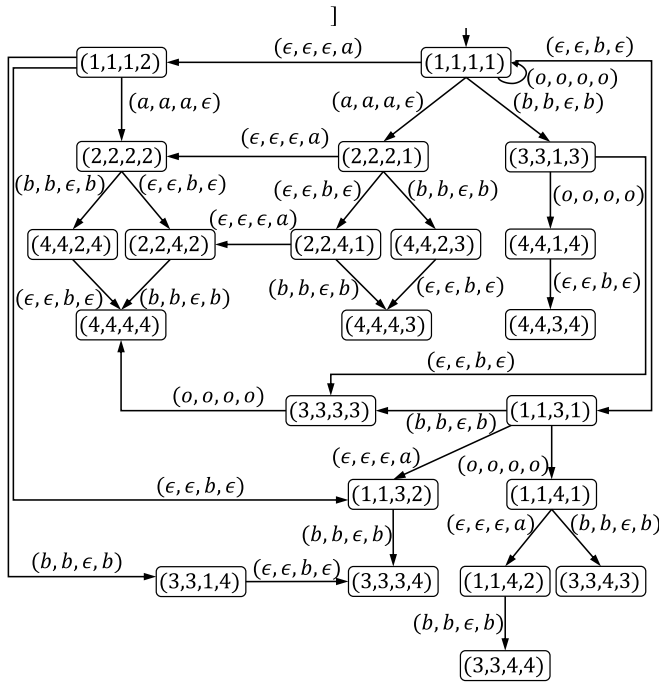 ]
(ϵ, ϵ, ϵ, a) (ϵ, ϵ, b, ϵ)
(1,1,1,2) (1,1,1,1) (o, o, o, o)
(a, a, a, ϵ) (a, a, a, ϵ) (b, b, ϵ, b)
(ϵ, ϵ, ϵ, a)
(2,2,2,2) (2,2,2,1) (3,3,1,3)
(b, b, ϵ, b) (ϵ, ϵ, b, ϵ) (ϵ, ϵ, b, ϵ) (b, b, ϵ, b) (o, o, o, o)
(ϵ, ϵ, ϵ, a)
(4,4,2,4) (2,2,4,2) (2,2,4,1) (4,4,2,3) (4,4,1,4)
(ϵ, ϵ, b, ϵ) (b, b, ϵ, b) (b, b, ϵ, b) (ϵ, ϵ, b, ϵ) (ϵ, ϵ, b, ϵ)
(4,4,4,4) (4,4,4,3) (4,4,3,4)
(ϵ, ϵ, b, ϵ)
(o, o, o, o)
(3,3,3,3) (b, b, ϵ, b) (1,1,3,1)
(ϵ, ϵ, ϵ, a) (o, o, o, o)
(ϵ, ϵ, b, ϵ) (1,1,3,2) (1,1,4,1)
(b, b, ϵ, b) (ϵ, ϵ, ϵ, a) (b, b, ϵ, b)
(b, b, ϵ, b) (3,3,1,4) (ϵ, ϵ, b, ϵ) (3,3,3,4) (1,1,4,2) (3,3,4,3)
(b, b, ϵ, b)
(3,3,4,4)